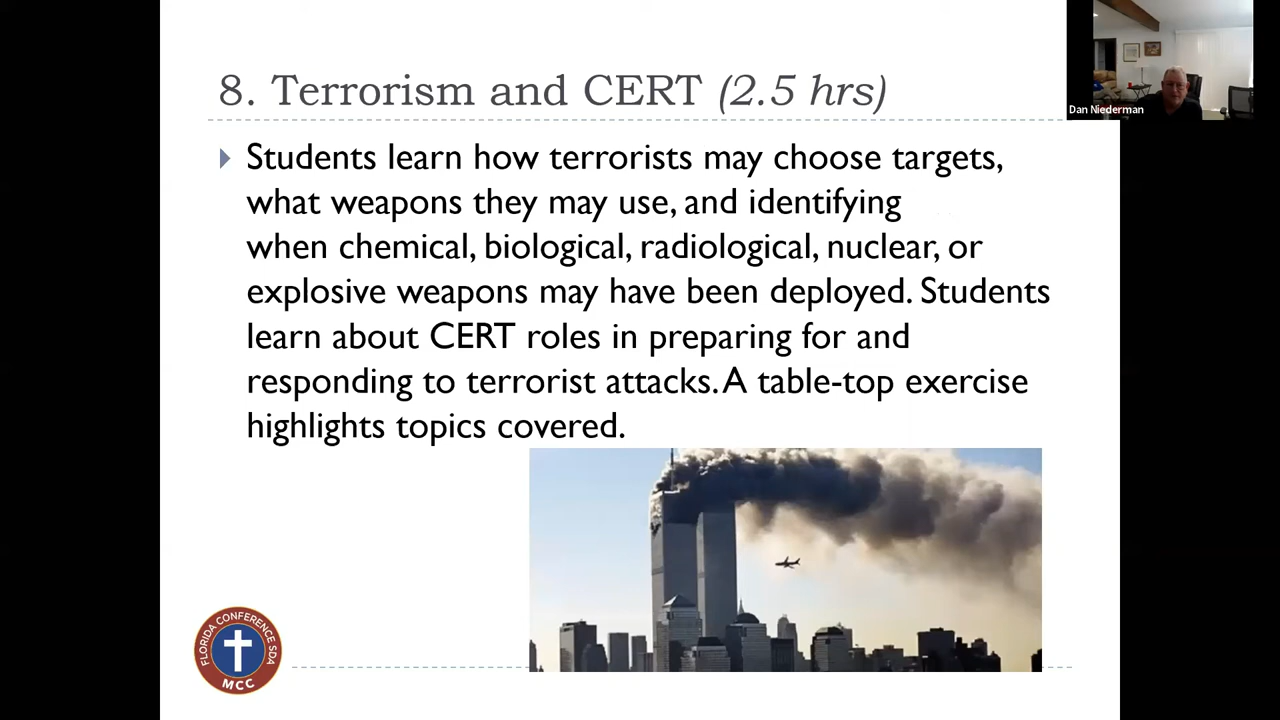 8. Terrorism and CERT (2.5 hrs)
Dan Niederman
Students learn how terrorists may choose targets,
what weapons they may use, and identifying
when chemical, biological, radiological, nuclear, or
explosive weapons may have been deployed. Students
learn about CERT roles in preparing for and
responding to terrorist attacks. A table-top exercise
highlights topics covered.
FLORIDA CONFERENCE SDA
MCC